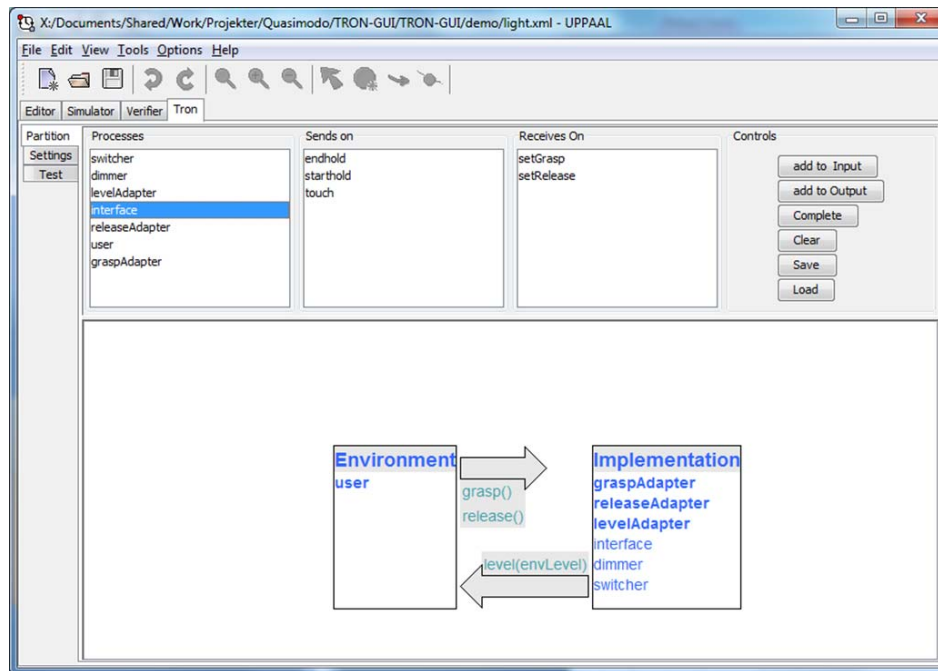 X:/Documents/Shared/Work/Projekter/Quasimodo/TRON-GUI/TRON-GUI/demo/light.xml - UPPAAL
File Edit View Tools Options Help
Editor Simulator Verifier Tron
Partition
Settings
Test
Processes
switcher
dimmer
levelAdapter
interface
releaseAdapter
user
graspAdapter
Sends on
endhold
starthold
touch
Receives On
setGrasp
setRelease
Controls
add to Input
add to Output
Complete
Clear
Save
Load
Environment
user
grasp()
release()
level(envLevel)
Implementation
graspAdapter
releaseAdapter
levelAdapter
interface
dimmer
switcher